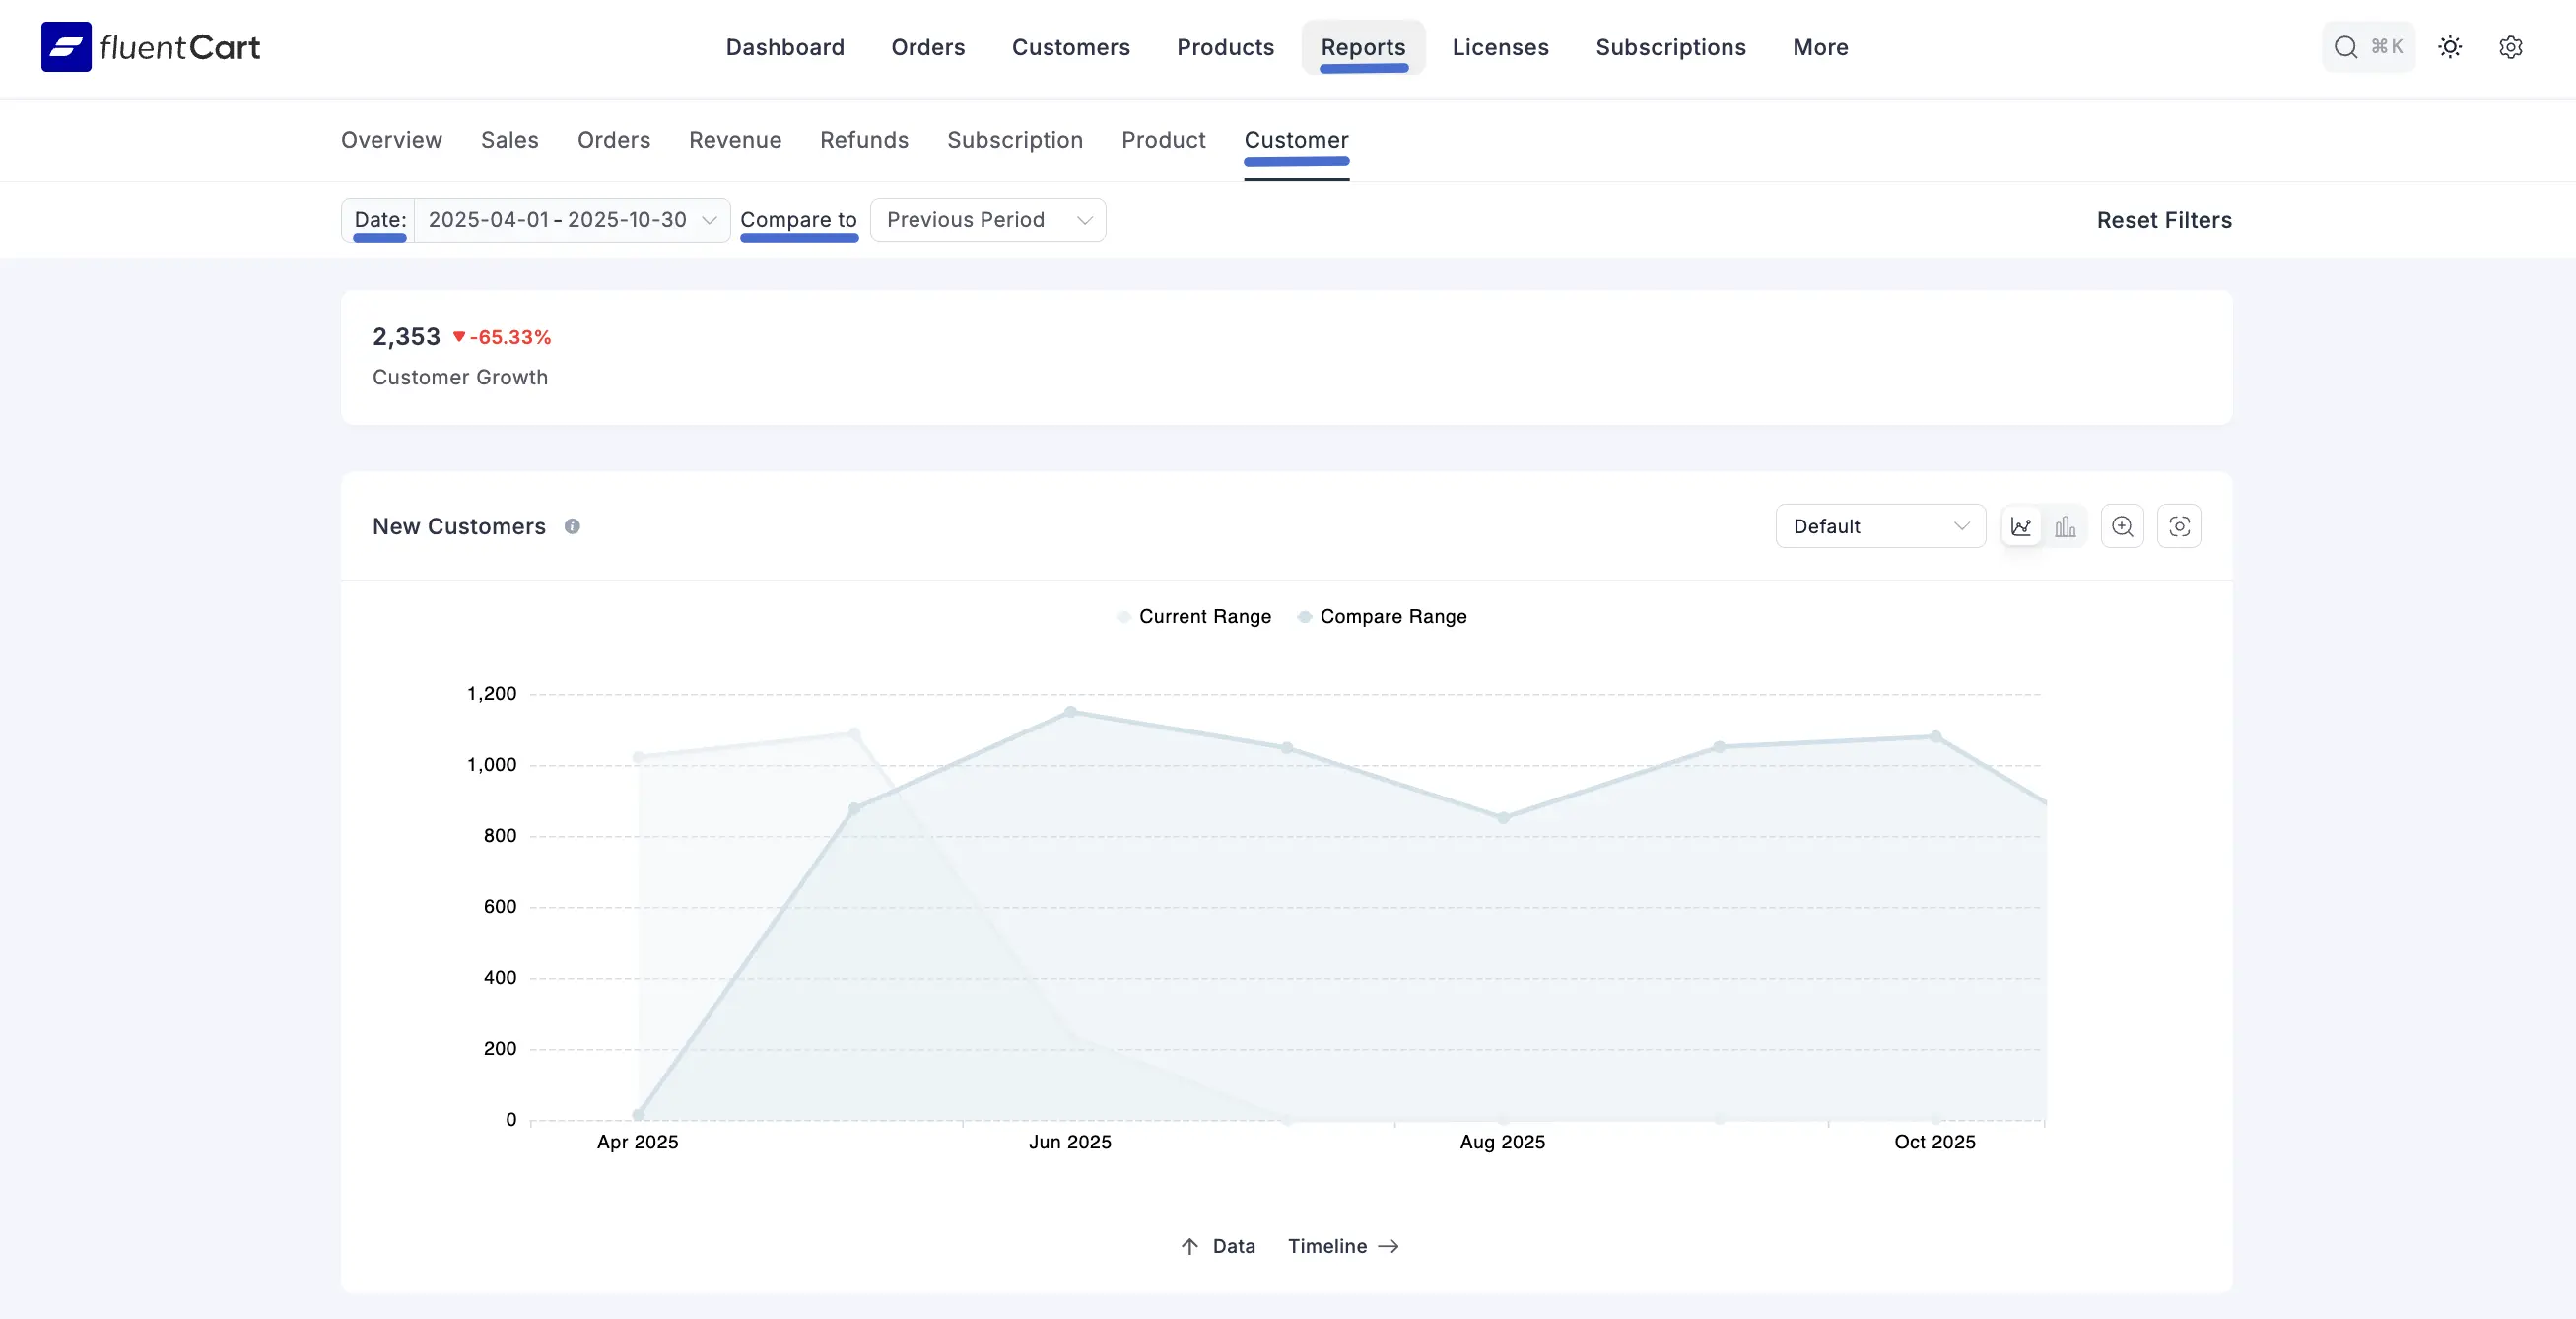 fluentCart
Dashboard Orders Customers Products Reports Licenses Subscriptions More
⌘ K
Overview Sales Orders Revenue Refunds Subscription Product Customer
Date: 2025-04-01 - 2025-10-30 Compare to Previous Period Reset Filters
2,353 -65.33%
Customer Growth
New Customers
Default
Current Range Compare Range
1,200
1,000
800
600
400
200
0
Apr 2025 Jun 2025 Aug 2025 Oct 2025
Data Timeline